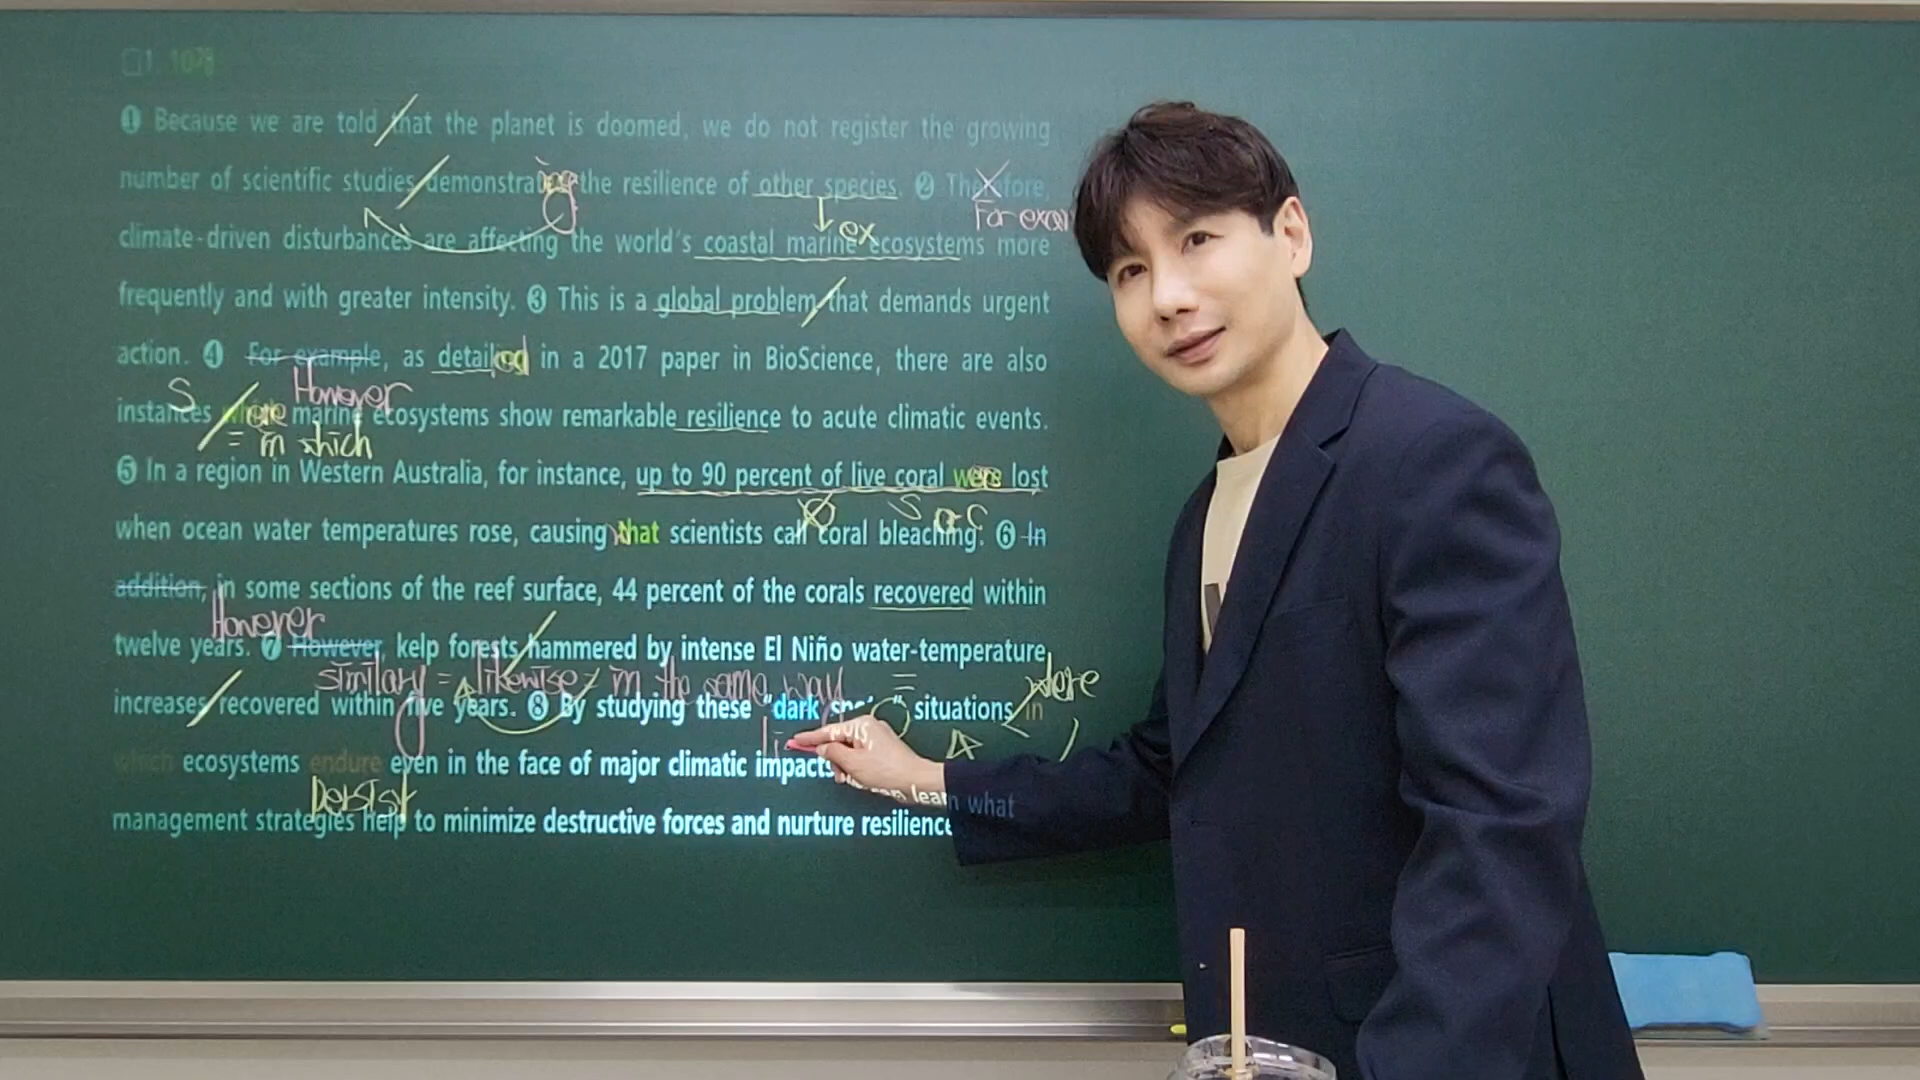 01. 10강
❶ Because we are told that the planet is doomed, we do not register the growing
number of scientific studies demonstrating the resilience of other species. ❷ Therefore,
For exam
climate-driven disturbances are affecting the world's coastal marine ecosystems more
ex
frequently and with greater intensity. ❸ This is a global problem that demands urgent
action. ❹ For example, as detailed in a 2017 paper in BioScience, there are also
S However
instances where marine ecosystems show remarkable resilience to acute climatic events.
= in which
❺ In a region in Western Australia, for instance, up to 90 percent of live coral were lost
S
when ocean water temperatures rose, causing that scientists call coral bleaching. ❻ In
addition, in some sections of the reef surface, 44 percent of the corals recovered within
However
twelve years. ❼ However, kelp forests hammered by intense El Niño water-temperature
similary = likewise = in the same way = where
increases recovered within five years. ❽ By studying these "dark situations in
which ecosystems endure even in the face of major climatic impacts, learn what
persist
management strategies help to minimize destructive forces and nurture resilience